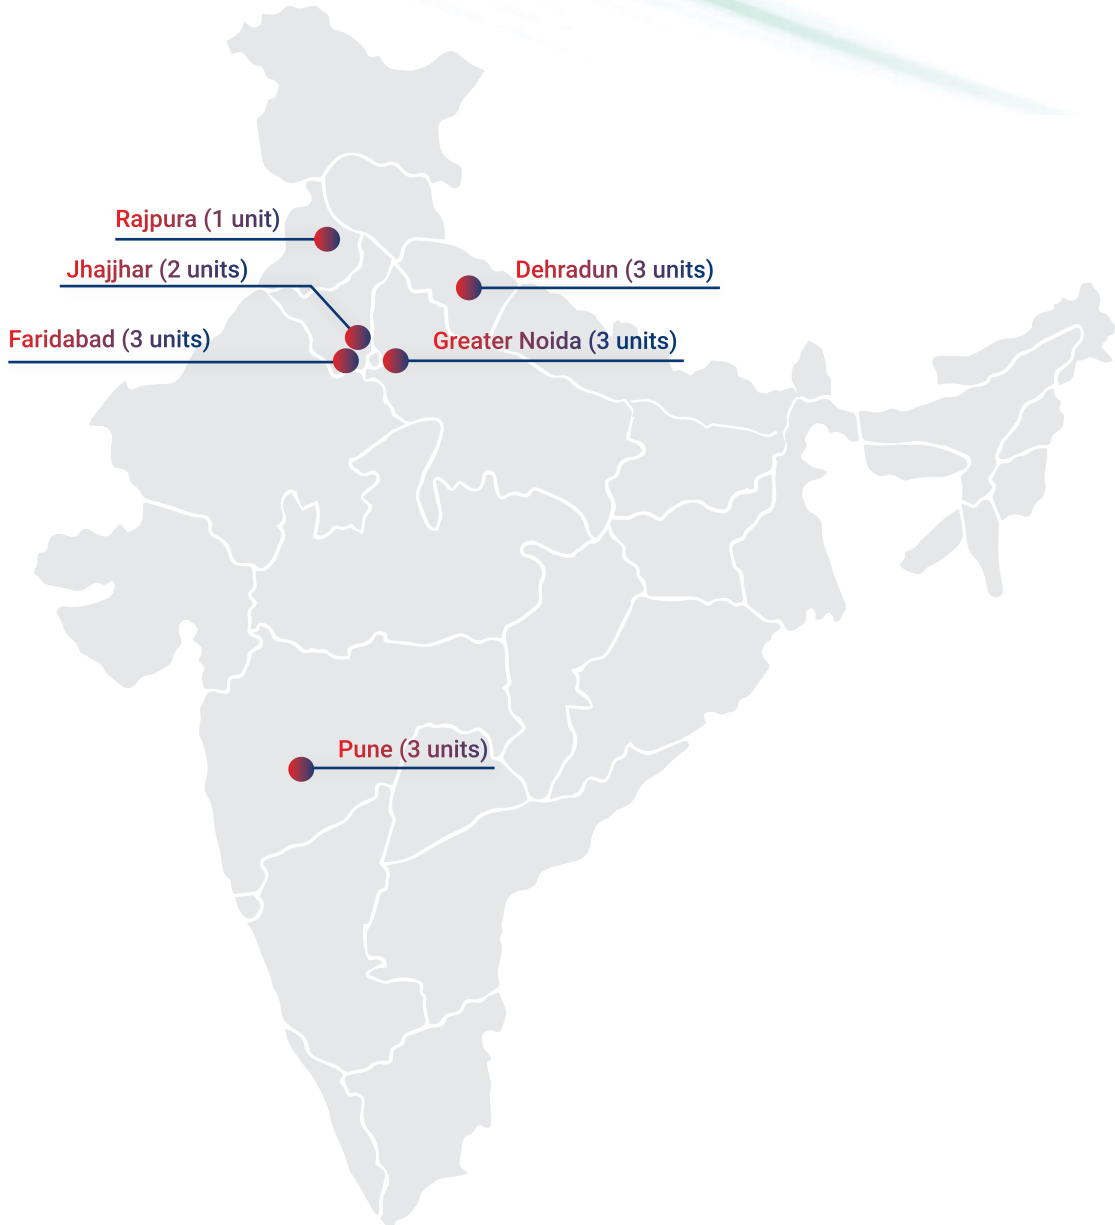 Rajpura (1 unit)
Jhajjhar (2 units)
Dehradun (3 units)
Faridabad (3 units)
Greater Noida (3 units)
Pune (3 units)